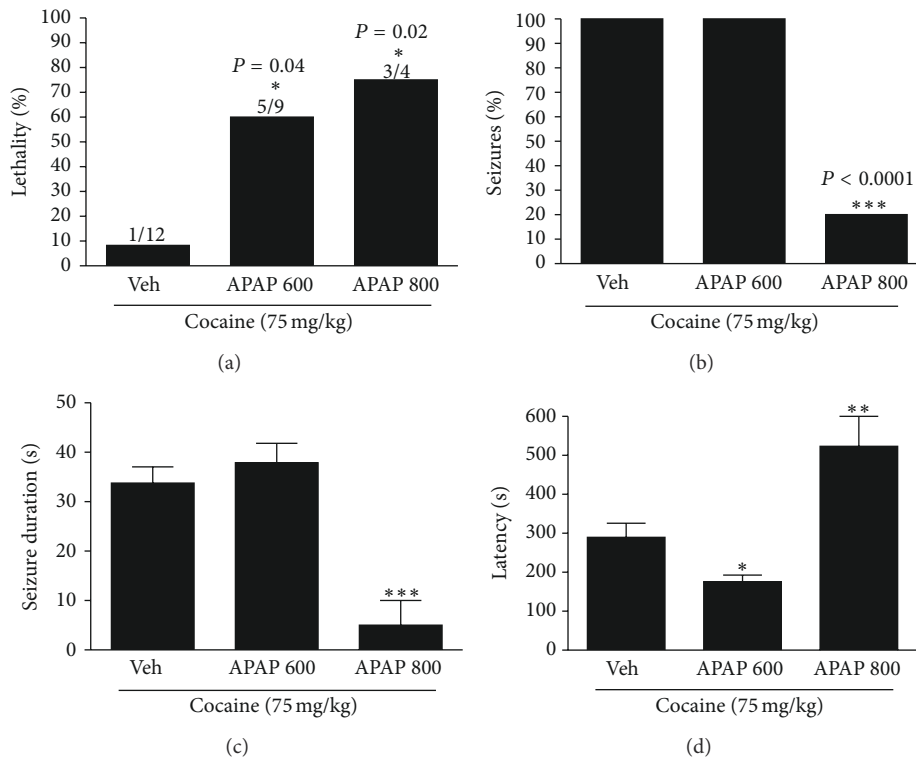 Lethality (%)
100
90
80
70
60
50
40
30
20
10
0
1/12
P = 0.04
*
5/9
P = 0.02
*
3/4
Veh APAP 600 APAP 800
Cocaine (75 mg/kg)
(a)
Seizures (%)
100
90
80
70
60
50
40
30
20
10
0
P < 0.0001
***
Veh APAP 600 APAP 800
Cocaine (75 mg/kg)
(b)
Seizure duration (s)
50
40
30
20
10
0
***
Veh APAP 600 APAP 800
Cocaine (75 mg/kg)
(c)
Latency (s)
600
500
400
300
200
100
0
*
**
Veh APAP 600 APAP 800
Cocaine (75 mg/kg)
(d)